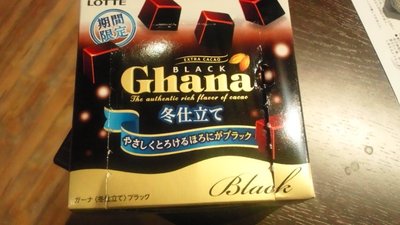 LOTTE
期間
限定
EXTRA CACAO
BLACK
Ghana
The authentic rich flavor of cacao
冬仕立て
やさしくとろけるほろにがブラック
Black
ガーナ〈冬仕立て〉ブラック